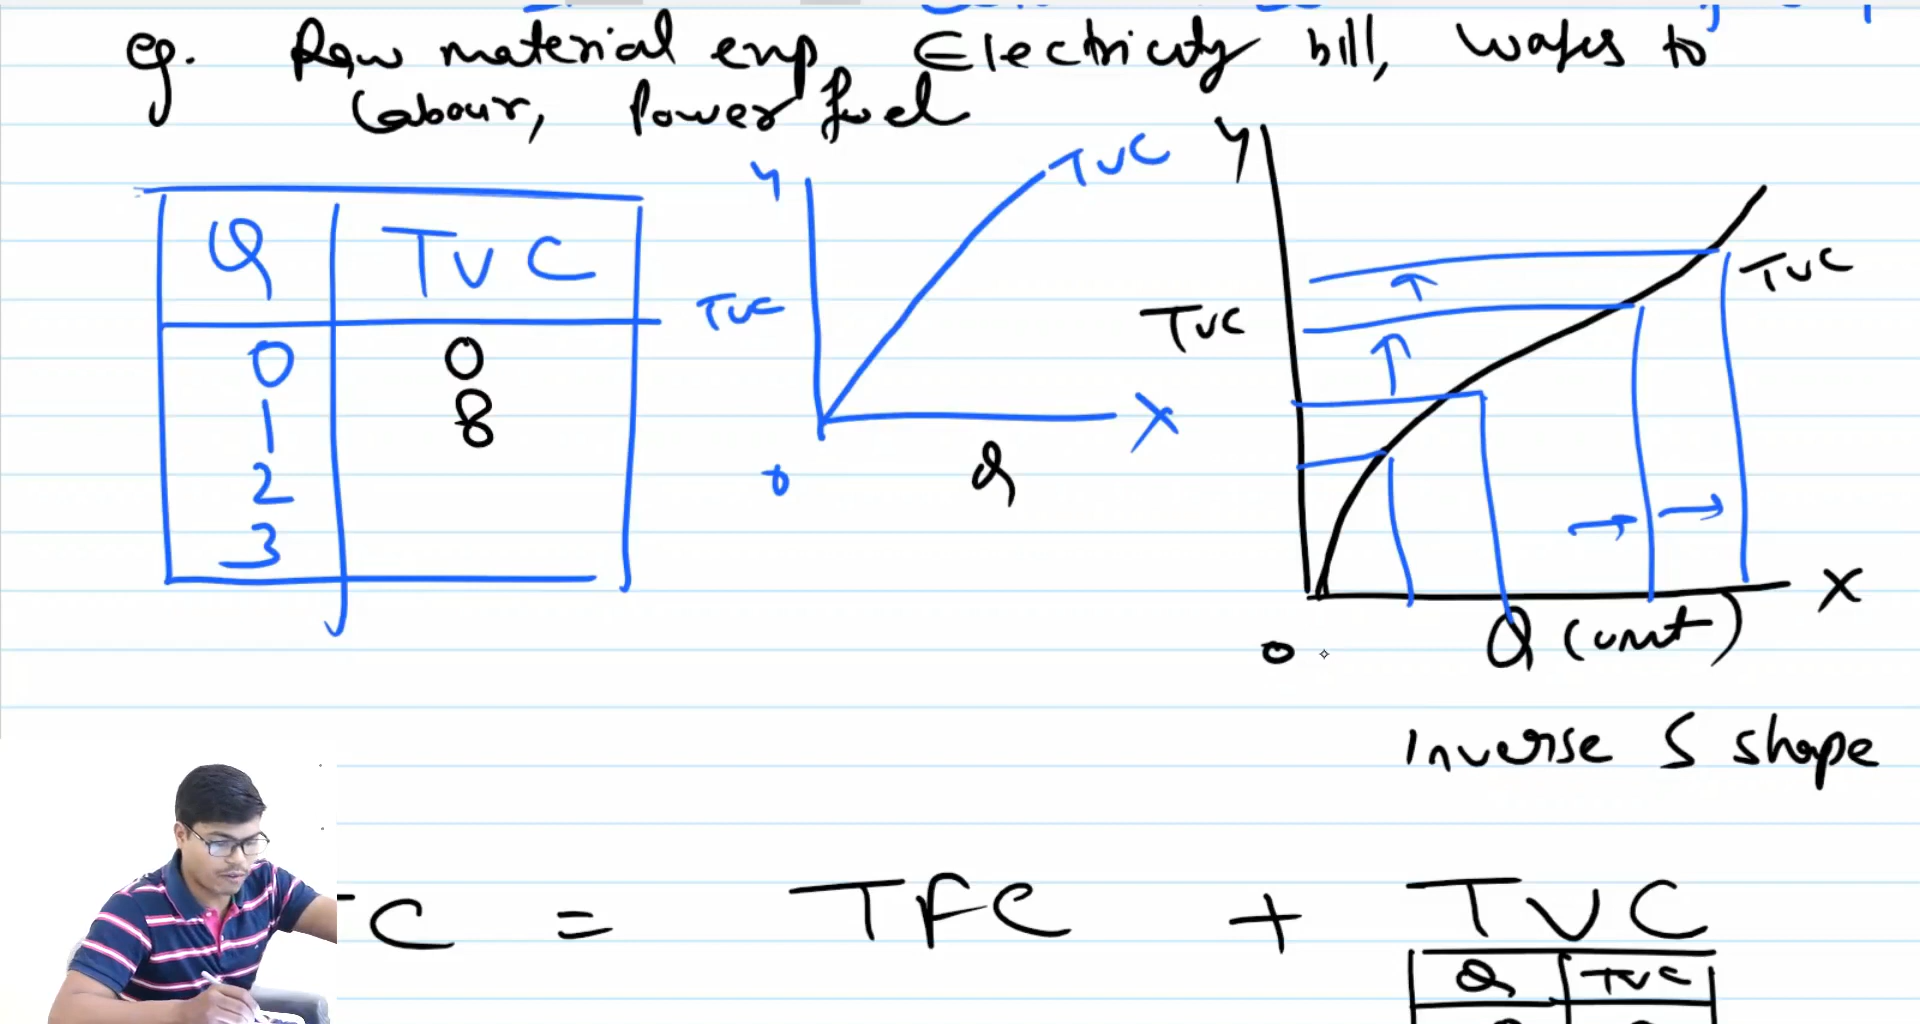 eg. Raw material exp, Electricity bill, wages to
Labour, Power fuel
Q TVC
0 0
1 8
2
3
Y
TVC
TVC
X
0
Q
Y
TVC
TVC
X
0
Q (unit)
Inverse S shape
TC = TFC + TVC
Q TVC